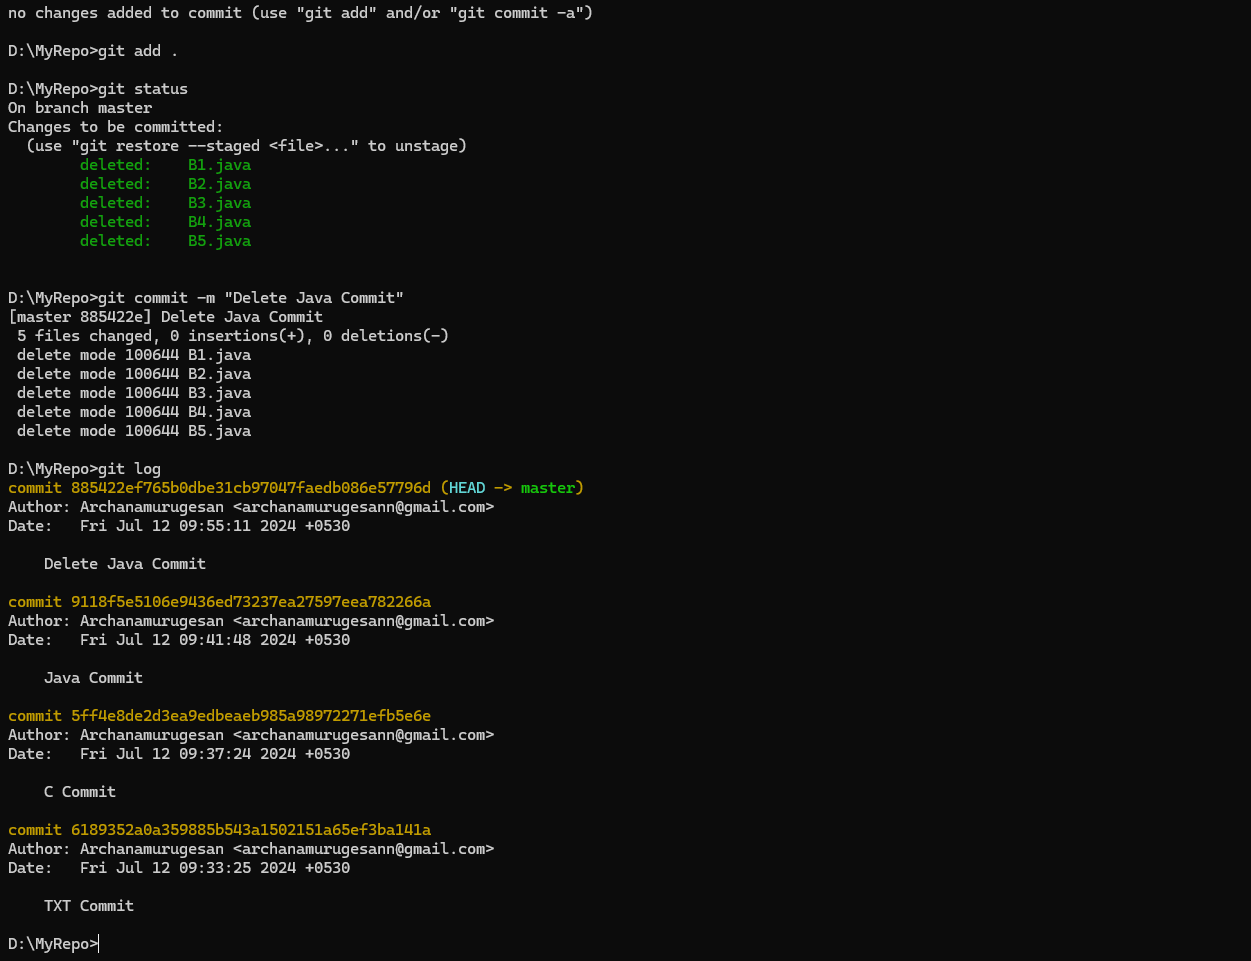 no changes added to commit (use "git add" and/or "git commit -a")
D:\MyRepo>git add .
D:\MyRepo>git status
On branch master
Changes to be committed:
(use "git restore --staged <file>..." to unstage)
deleted: B1.java
deleted: B2.java
deleted: B3.java
deleted: B4.java
deleted: B5.java
D:\MyRepo>git commit -m "Delete Java Commit"
[master 885422e] Delete Java Commit
5 files changed, 0 insertions(+), 0 deletions(-)
delete mode 100644 B1.java
delete mode 100644 B2.java
delete mode 100644 B3.java
delete mode 100644 B4.java
delete mode 100644 B5.java
D:\MyRepo>git log
commit 885422ef765b0dbe31cb97047faedb086e57796d (HEAD -> master)
Author: Archanamurugesan <archanamurugesann@gmail.com>
Date: Fri Jul 12 09:55:11 2024 +0530
Delete Java Commit
commit 9118f5e5106e9436ed73237ea27597eea782266a
Author: Archanamurugesan <archanamurugesann@gmail.com>
Date: Fri Jul 12 09:41:48 2024 +0530
Java Commit
commit 5ff4e8de2d3ea9edbeaeb985a98972271efb5e6e
Author: Archanamurugesan <archanamurugesann@gmail.com>
Date: Fri Jul 12 09:37:24 2024 +0530
C Commit
commit 6189352a0a359885b543a1502151a65ef3ba141a
Author: Archanamurugesan <archanamurugesann@gmail.com>
Date: Fri Jul 12 09:33:25 2024 +0530
TXT Commit
D:\MyRepo>